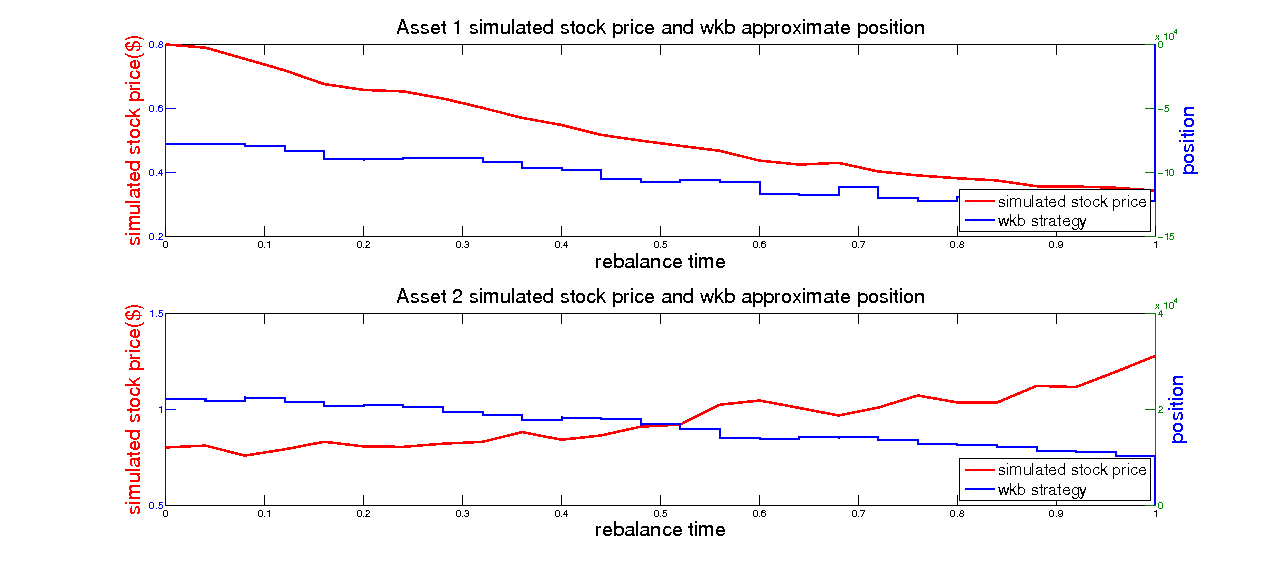 Asset 1 simulated stock price and wkb approximate position
x 10^4
simulated stock price($)
0.8
0.6
0.4
0.2
0
-5
-10
-15
position
simulated stock price
wkb strategy
0 0.1 0.2 0.3 0.4 0.5 0.6 0.7 0.8 0.9 1
rebalance time
Asset 2 simulated stock price and wkb approximate position
x 10^4
simulated stock price($)
1.5
1
0.5
4
2
0
position
simulated stock price
wkb strategy
0 0.1 0.2 0.3 0.4 0.5 0.6 0.7 0.8 0.9 1
rebalance time